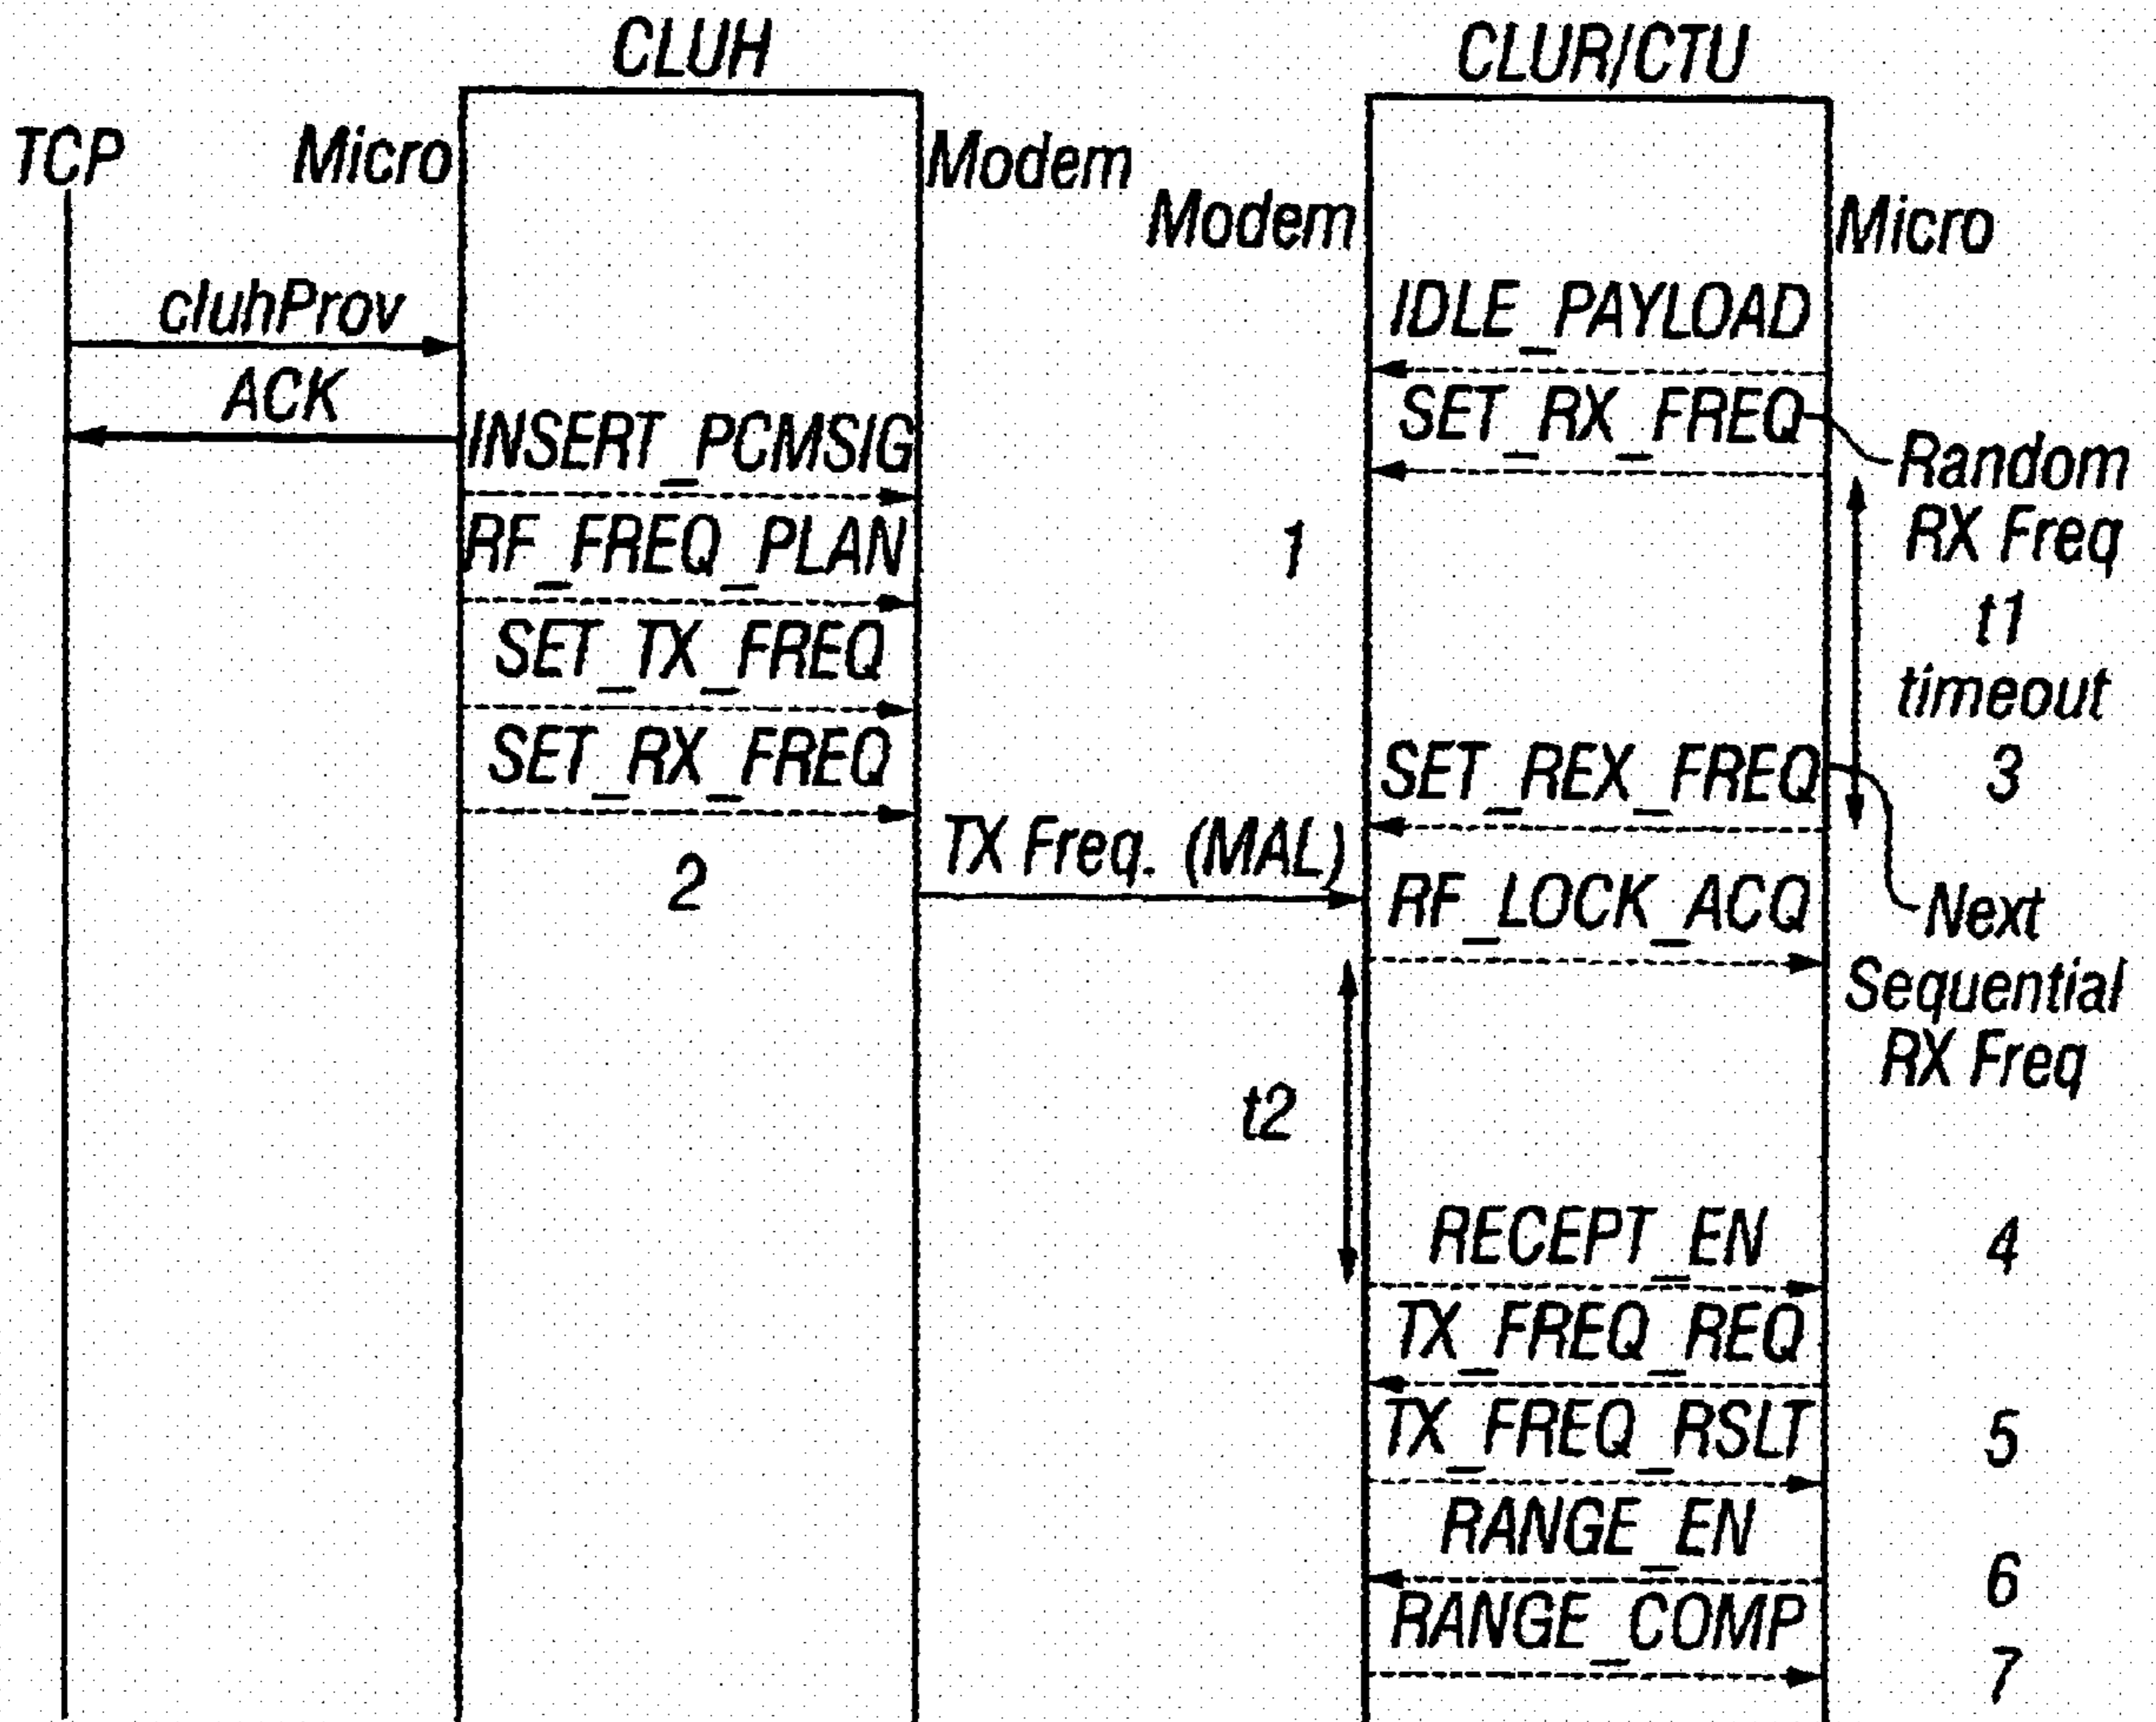 CLUH
CLUR/CTU
TCP
Micro
Modem
Modem
Micro
cluhProv
ACK
INSERT_PCMSIG
RF_FREQ_PLAN
SET_TX_FREQ
SET_RX_FREQ
2
TX Freq. (MAL)
1
IDLE_PAYLOAD
SET_RX_FREQ
Random
RX Freq
t1
timeout
3
SET_REX_FREQ
RF_LOCK_ACQ
Next
Sequential
RX Freq
t2
RECEPT_EN
4
TX_FREQ_REQ
TX_FREQ_RSLT
5
RANGE_EN
6
RANGE_COMP
7